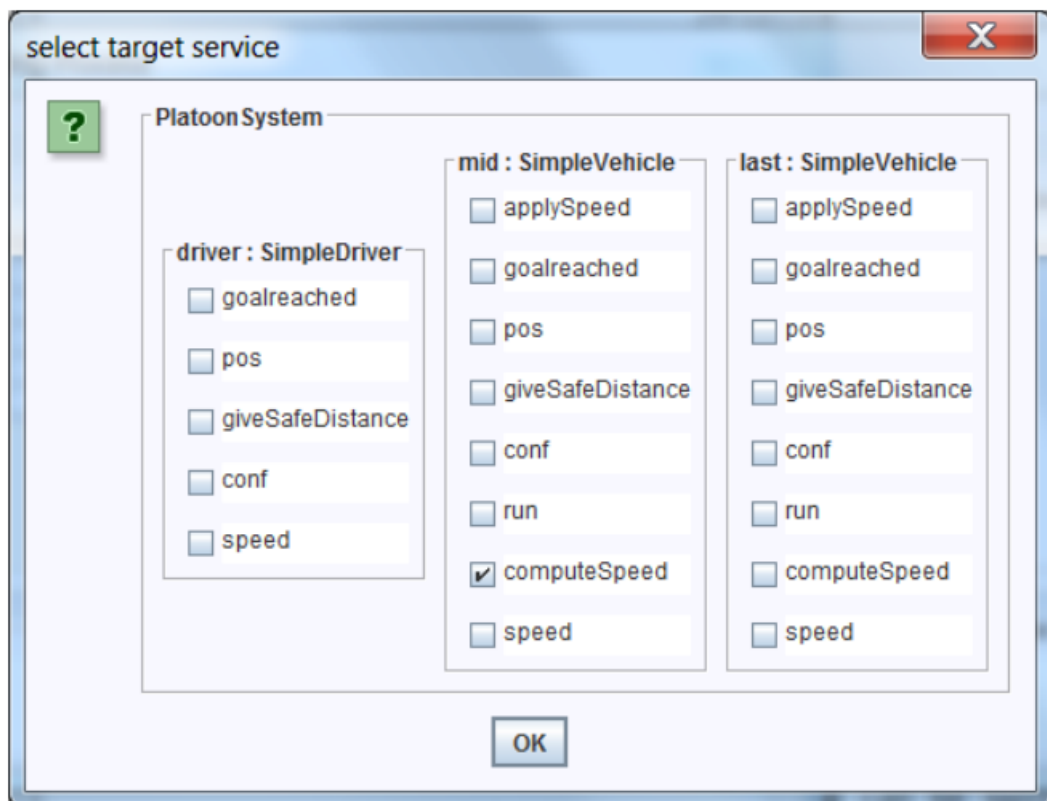 select target service
X
?
PlatoonSystem
driver : SimpleDriver
goalreached
pos
giveSafeDistance
conf
speed
mid : SimpleVehicle
applySpeed
goalreached
pos
giveSafeDistance
conf
run
computeSpeed
speed
last : SimpleVehicle
applySpeed
goalreached
pos
giveSafeDistance
conf
run
computeSpeed
speed
OK